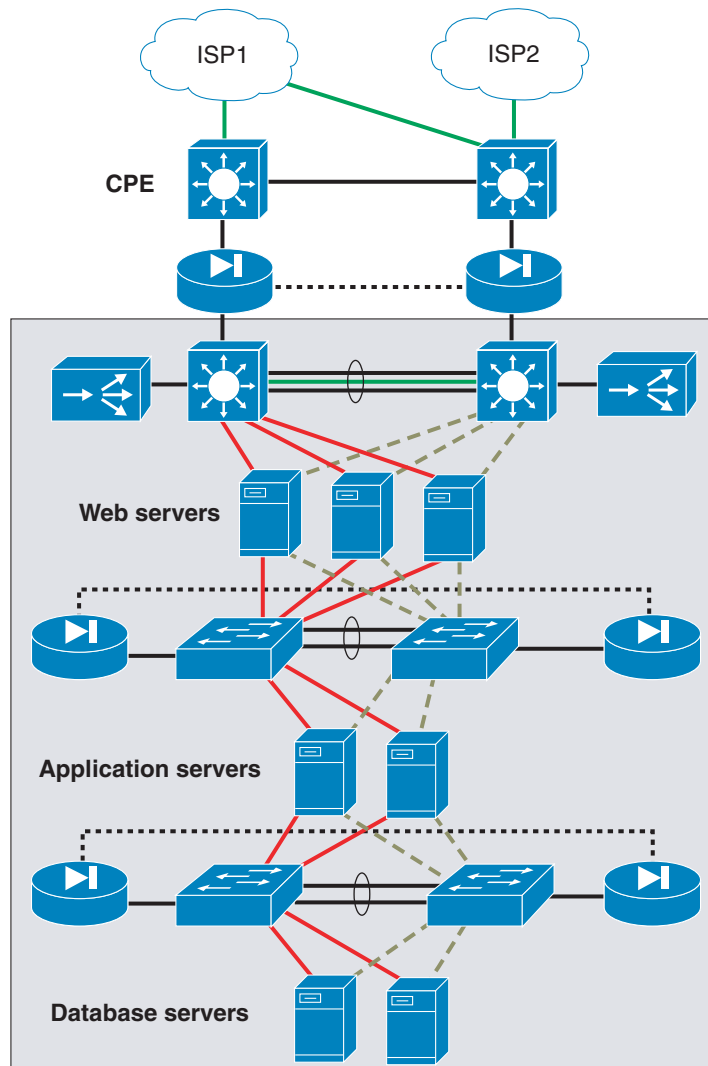 ISP1
ISP2
CPE
Web servers
Application servers
Database servers